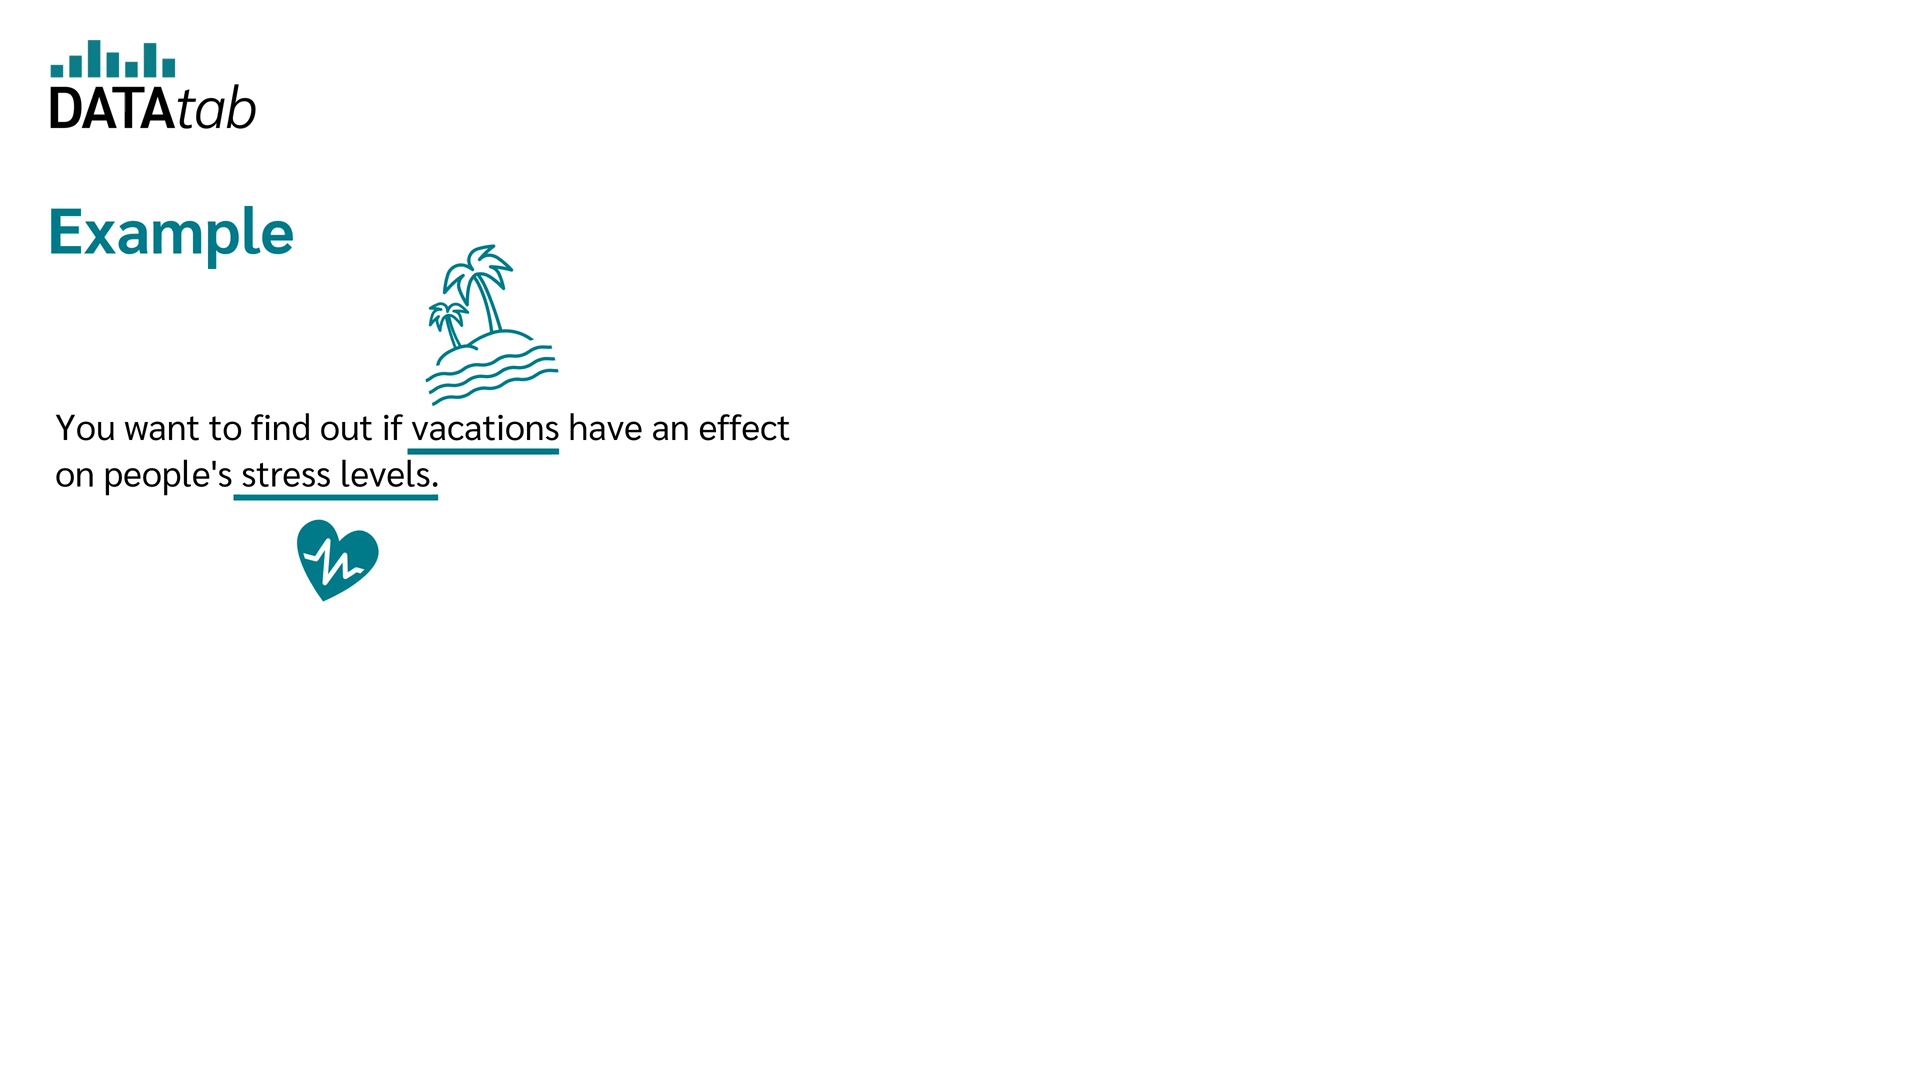 DATAtab
Example
You want to find out if vacations have an effect
on people's stress levels.